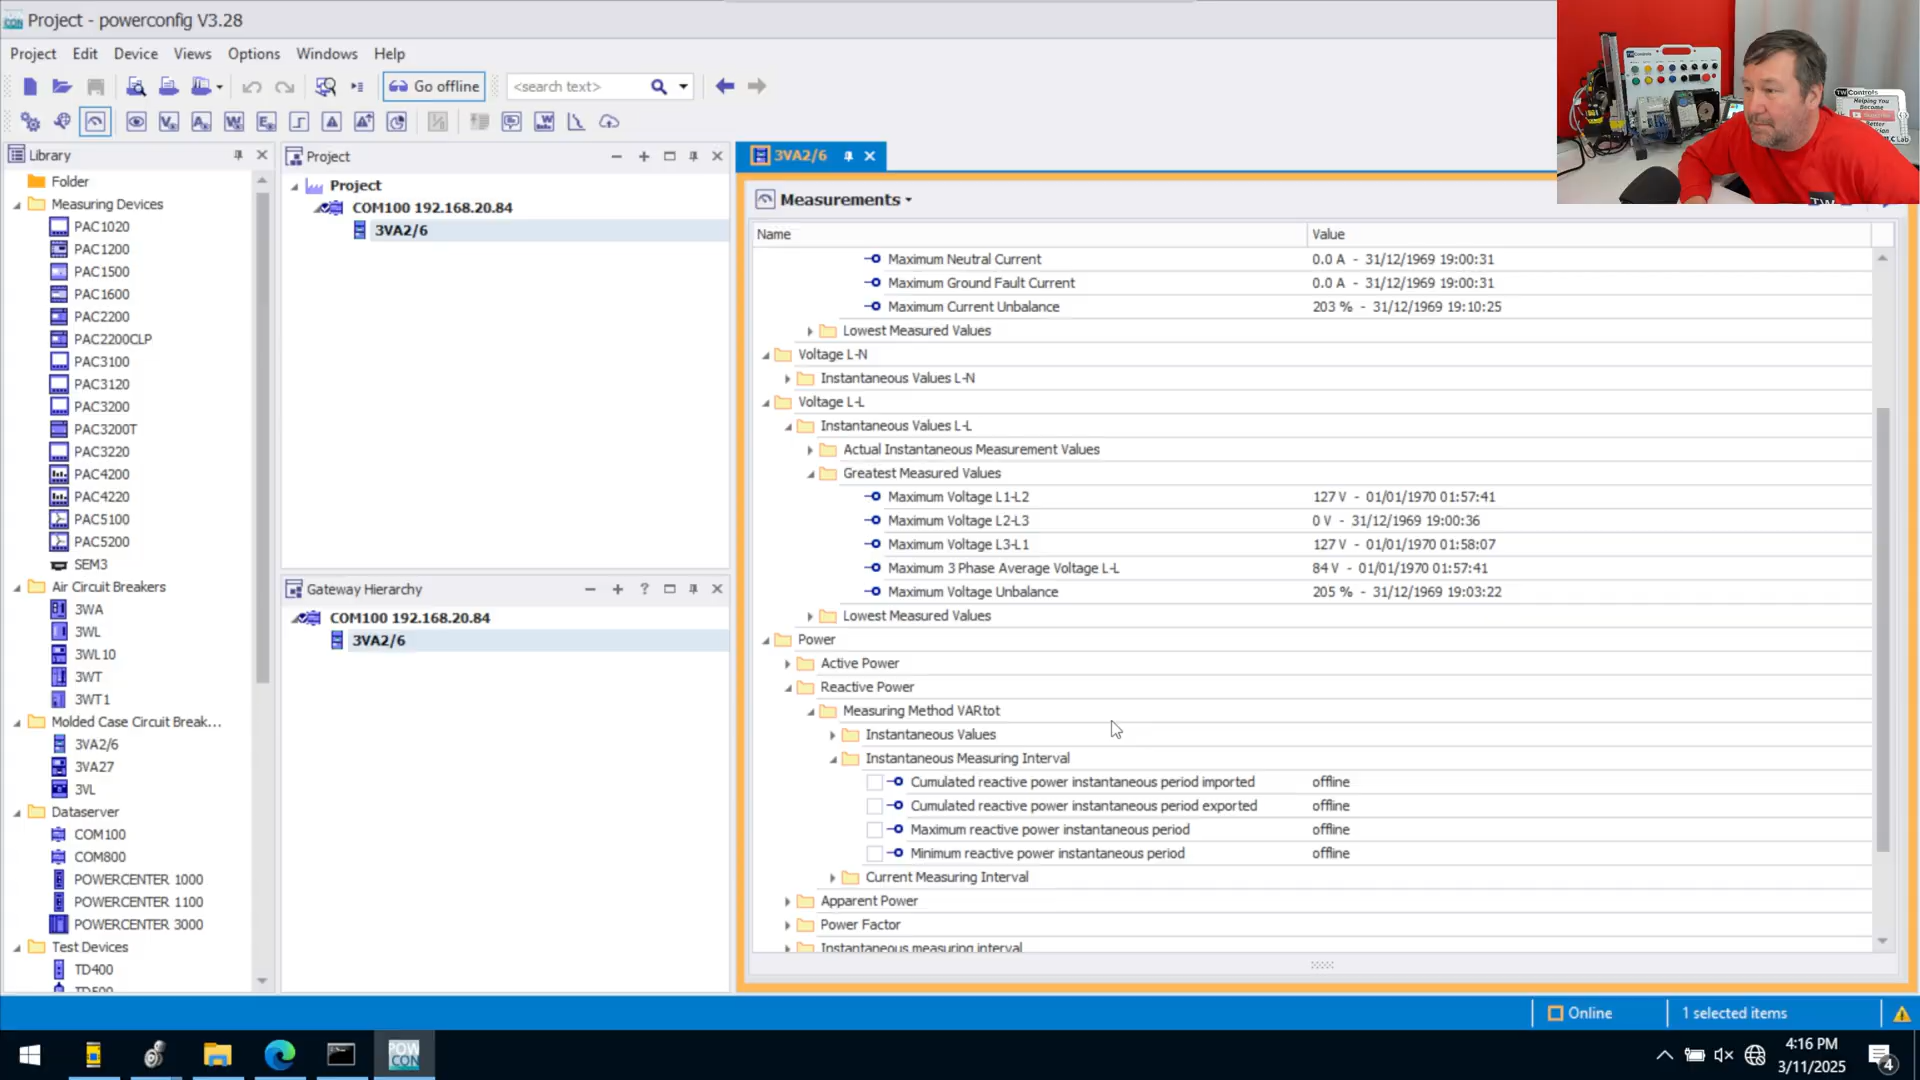 Project - powerconfig V3.28
Project Edit Device Views Options Windows Help
Go offline
<search text>
Library
Folder
Measuring Devices
PAC1020
PAC1200
PAC1500
PAC1600
PAC2200
PAC2200CLP
PAC3100
PAC3120
PAC3200
PAC3200T
PAC3220
PAC4200
PAC4220
PAC5100
PAC5200
SEM3
Air Circuit Breakers
3WA
3WL
3WL10
3WT
3WT1
Molded Case Circuit Break...
3VA2/6
3VA27
3VL
Dataserver
COM100
COM800
POWERCENTER 1000
POWERCENTER 1100
POWERCENTER 3000
Test Devices
TD400
TD500
Project
Project
COM100 192.168.20.84
3VA2/6
Gateway Hierarchy
COM100 192.168.20.84
3VA2/6
3VA2/6
Measurements
Name Value
Maximum Neutral Current 0.0 A - 31/12/1969 19:00:31
Maximum Ground Fault Current 0.0 A - 31/12/1969 19:00:31
Maximum Current Unbalance 203 % - 31/12/1969 19:10:25
Lowest Measured Values
Voltage L-N
Instantaneous Values L-N
Voltage L-L
Instantaneous Values L-L
Actual Instantaneous Measurement Values
Greatest Measured Values
Maximum Voltage L1-L2 127 V - 01/01/1970 01:57:41
Maximum Voltage L2-L3 0 V - 31/12/1969 19:00:36
Maximum Voltage L3-L1 127 V - 01/01/1970 01:58:07
Maximum 3 Phase Average Voltage L-L 84 V - 01/01/1970 01:57:41
Maximum Voltage Unbalance 205 % - 31/12/1969 19:03:22
Lowest Measured Values
Power
Active Power
Reactive Power
Measuring Method VARtot
Instantaneous Values
Instantaneous Measuring Interval
Cumulated reactive power instantaneous period imported offline
Cumulated reactive power instantaneous period exported offline
Maximum reactive power instantaneous period offline
Minimum reactive power instantaneous period offline
Current Measuring Interval
Apparent Power
Power Factor
Instantaneous measuring interval
TW Controls
TWControls
Helping You
Become
Better
Online
1 selected items
POW
CON
4:16 PM
3/11/2025
4